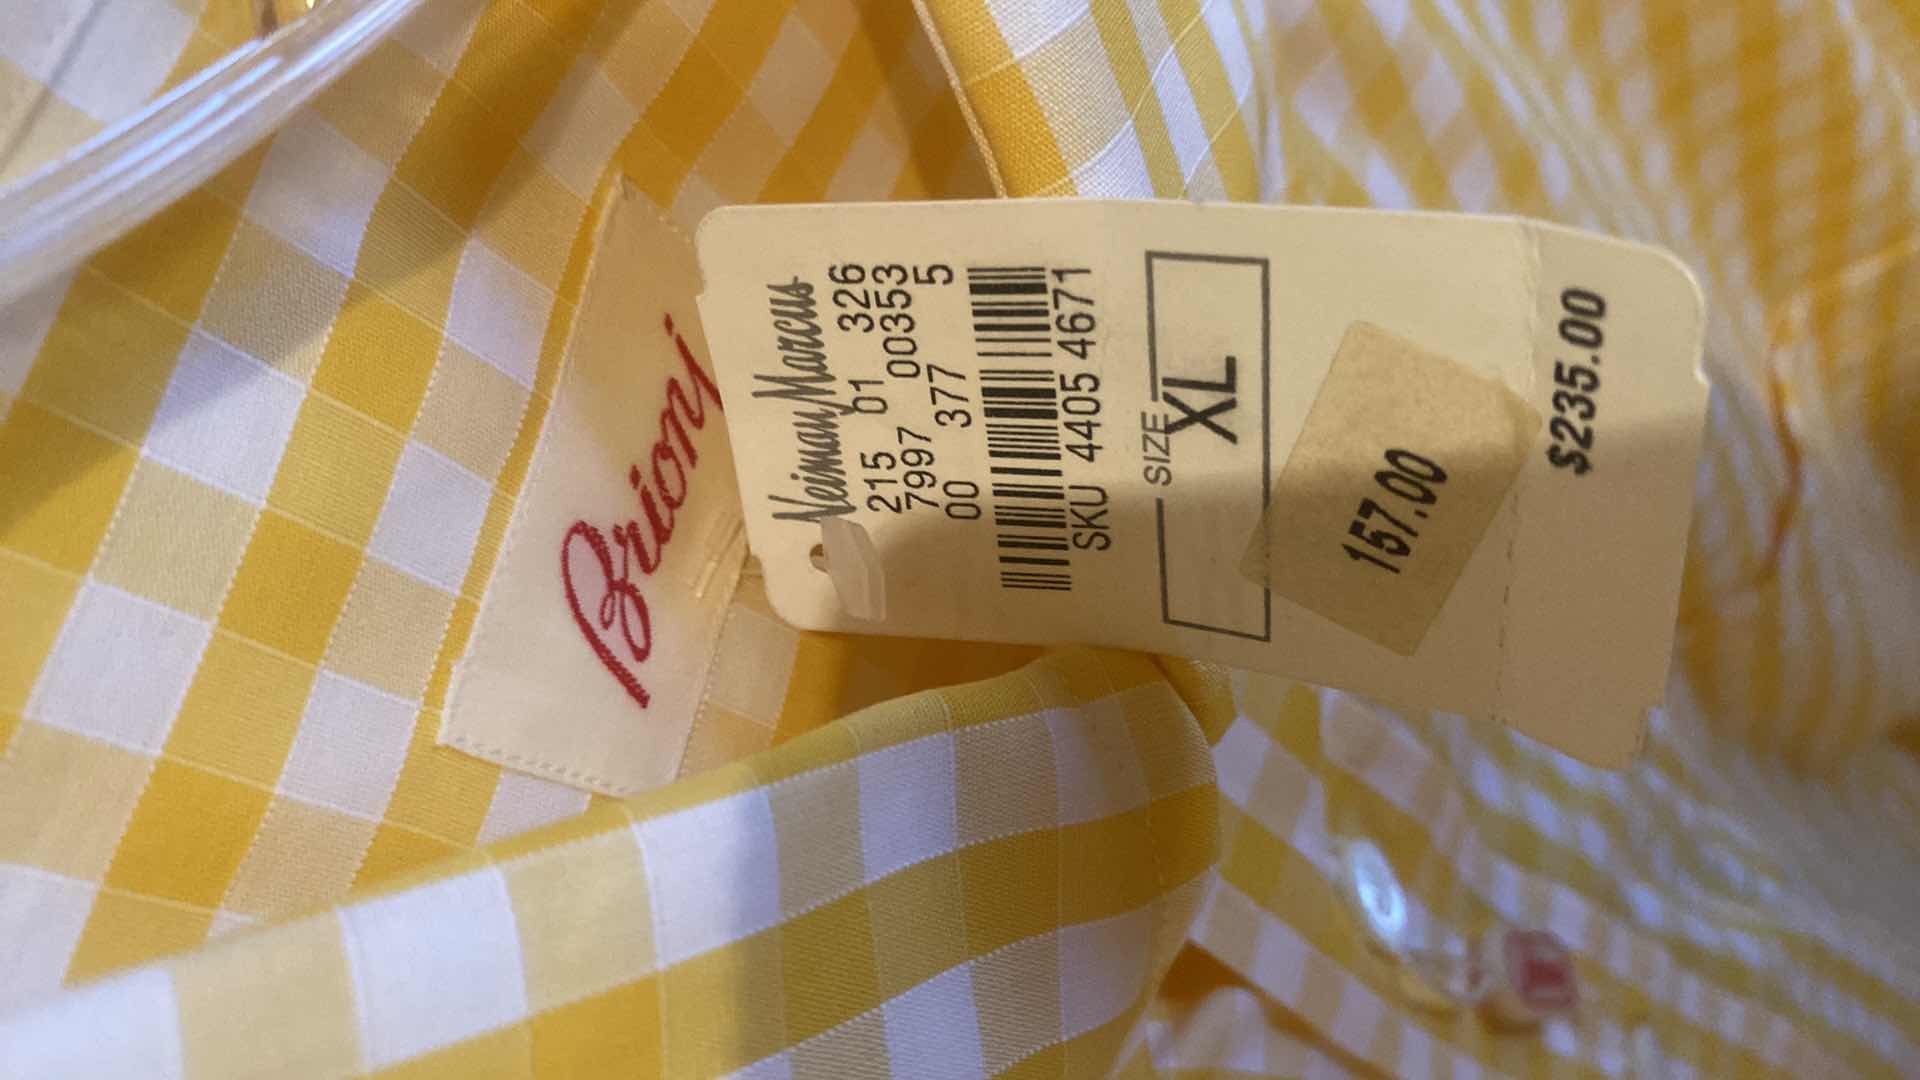 Brioni
Neiman Marcus
215 01 326
7997 00353
00 377 5
SKU 4405 4671
SIZE
XL
157.00
$235.00